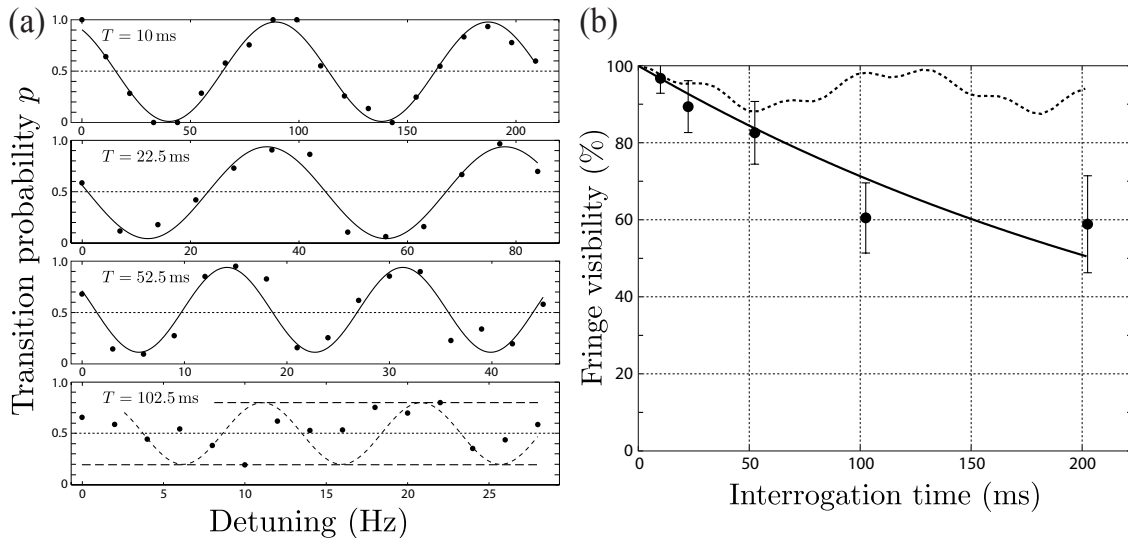 (a)
Transition probability p
1.0
0.5
0
T = 10 ms
0 50 100 150 200
1.0
0.5
0
T = 22.5 ms
0 20 40 60 80
1.0
0.5
0
T = 52.5 ms
0 10 20 30 40
1.0
0.5
0
T = 102.5 ms
0 5 10 15 20 25
Detuning (Hz)
(b)
Fringe visibility (%)
100
80
60
40
20
0
0 50 100 150 200
Interrogation time (ms)